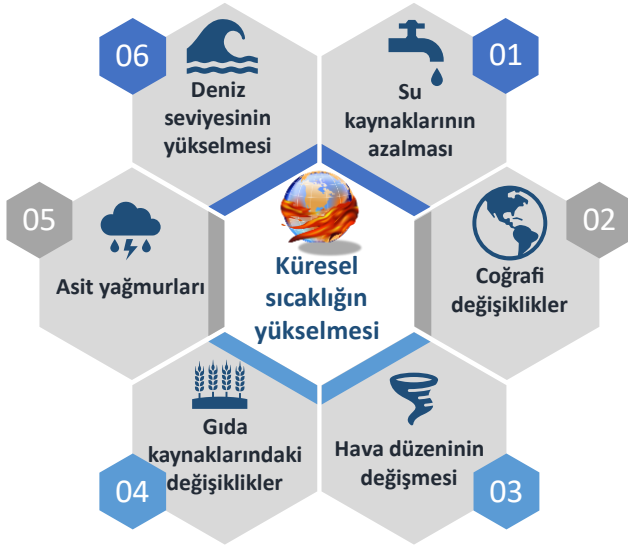 01
Su
kaynaklarının
azalması
02
Coğrafi
değişiklikler
03
Hava düzeninin
değişmesi
04
Gıda
kaynaklarındaki
değişiklikler
05
Asit yağmurları
06
Deniz
seviyesinin
yükselmesi
Küresel
sıcaklığın
yükselmesi